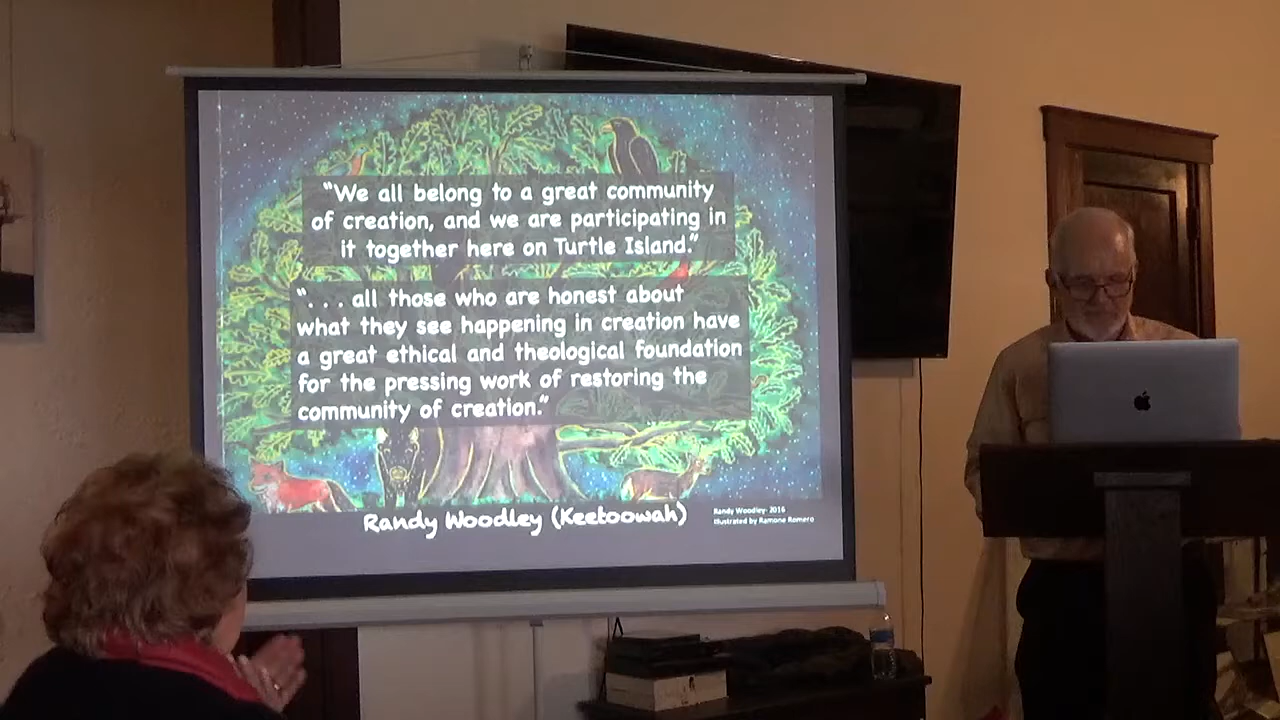 “We all belong to a great community
of creation, and we are participating in
it together here on Turtle Island.”
“. . . all those who are honest about
what they see happening in creation have
a great ethical and theological foundation
for the pressing work of restoring the
community of creation.”
Randy Woodley (Keetoowah)
Randy Woodley- 2016
Illustrated by Ramone Romero